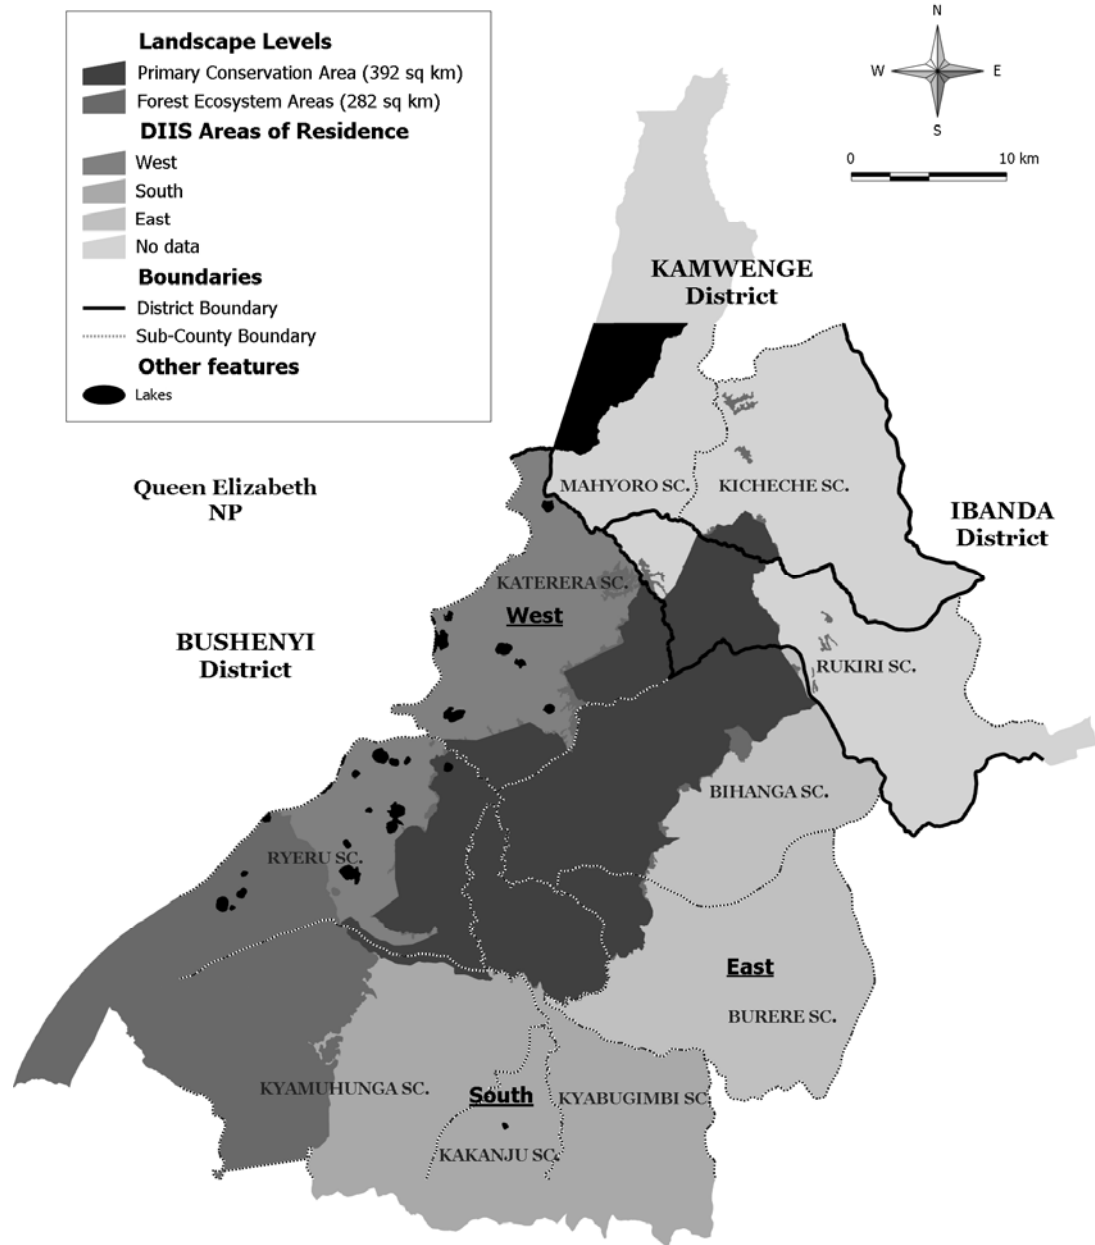 Landscape Levels
Primary Conservation Area (392 sq km)
Forest Ecosystem Areas (282 sq km)
DIIS Areas of Residence
West
South
East
No data
Boundaries
District Boundary
Sub-County Boundary
Other features
Lakes
N
W
E
S
0
10 km
KAMWENGE
District
Queen Elizabeth
NP
MAHYORO SC.
KICHECHE SC.
IBANDA
District
KATERERA SC.
West
BUSHENYI
District
RUKIRI SC.
BIHANGA SC.
RYERU SC.
East
BURERE SC.
KYAMUHUNGA SC.
South
KYABUGIMBI SC.
KAKANJU SC.